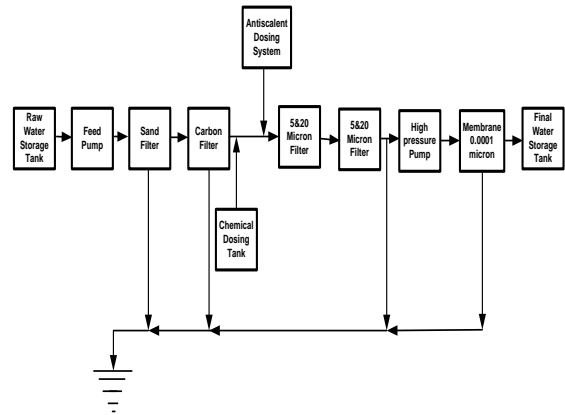 Antiscalent
Dosing
System
Raw
Water
Storage
Tank
Feed
Pump
Sand
Filter
Carbon
Filter
5&20
Micron
Filter
5&20
Micron
Filter
High
pressure
Pump
Membrane
0.0001
micron
Final
Water
Storage
Tank
Chemical
Dosing
Tank